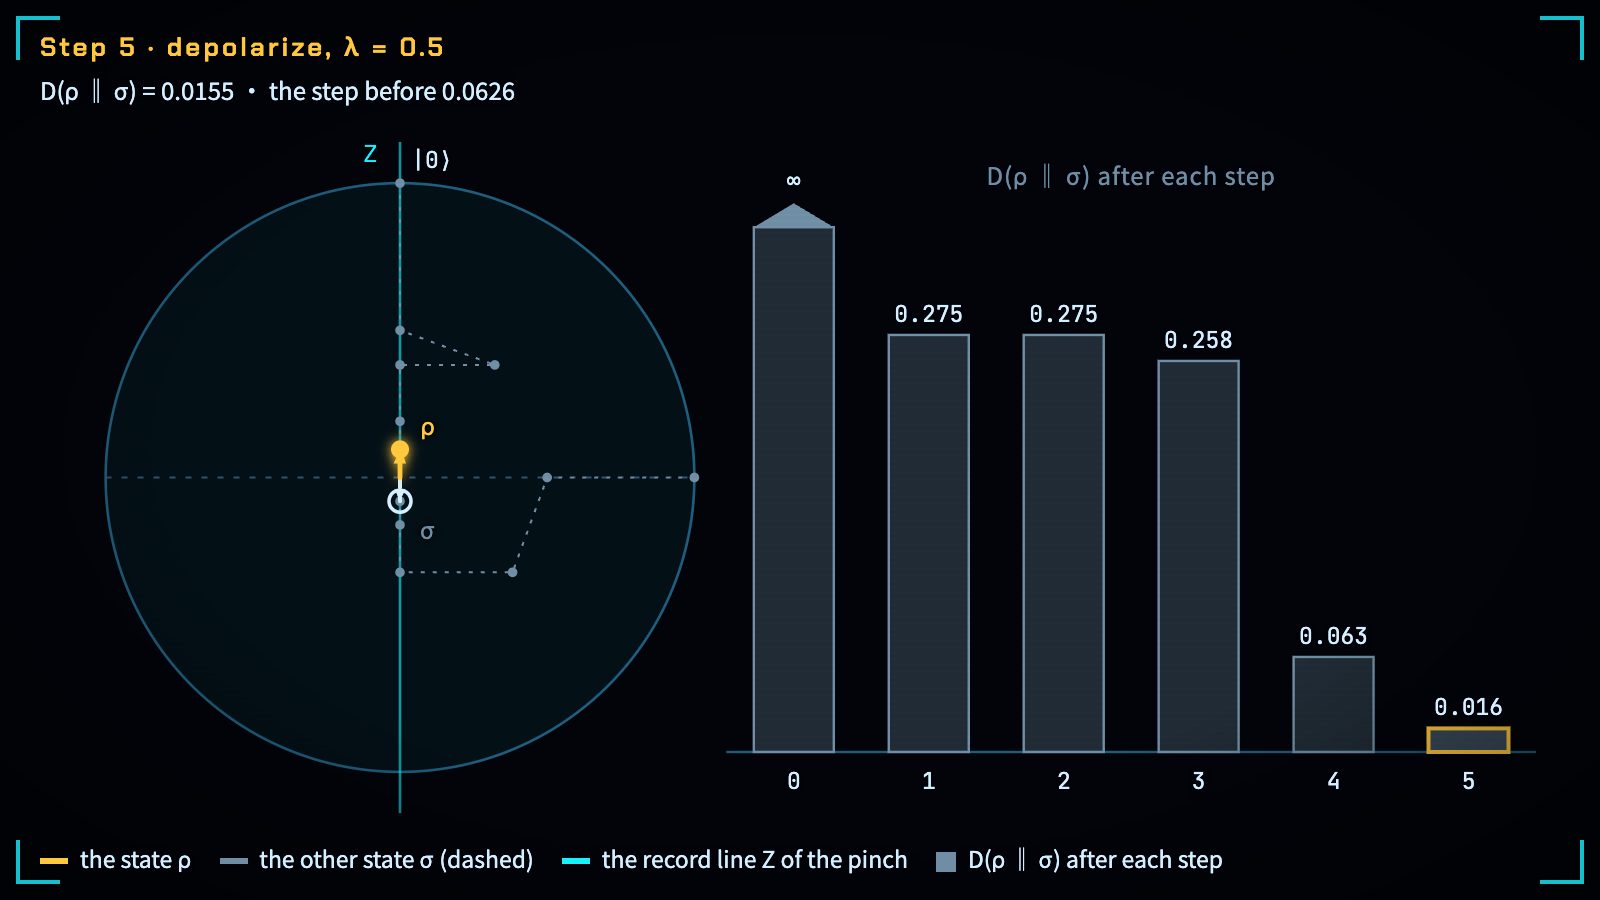 Step 5 · depolarize, λ = 0.5
D(ρ ‖ σ) = 0.0155 • the step before 0.0626
Z
|0⟩
ρ
σ
D(ρ ‖ σ) after each step
∞
0.275
0.275
0.258
0.063
0.016
0 1 2 3 4 5
the state ρ the other state σ (dashed) the record line Z of the pinch D(ρ ‖ σ) after each step